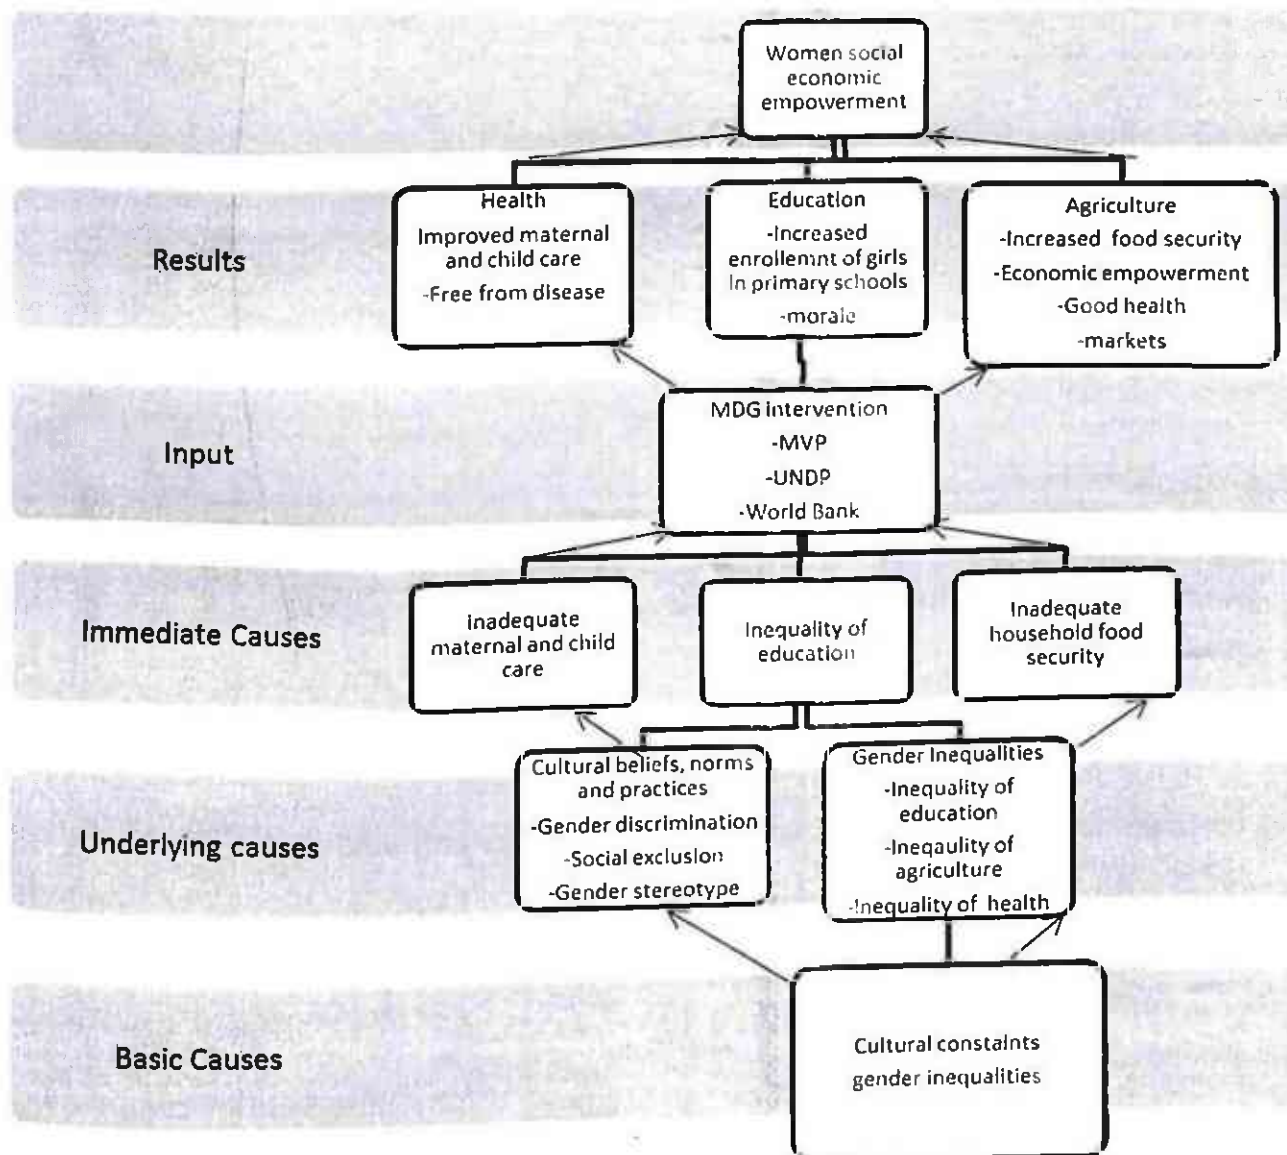 Women social
economic
empowerment
Results
Health
Improved maternal
and child care
-Free from disease
Education
-Increased
enrollemnt of girls
in primary schools
-morale
Agriculture
-Increased food security
-Economic empowerment
-Good health
-markets
Input
MDG intervention
-MVP
-UNDP
-World Bank
Immediate Causes
Inadequate
maternal and child
care
Inequality of
education
Inadequate
household food
security
Underlying causes
Cultural beliefs, norms
and practices
-Gender discrimination
-Social exclusion
-Gender stereotype
Gender Inequalities
-Inequality of
education
-Ineqaulity of
agriculture
-Inequality of health
Basic Causes
Cultural constaints
gender inequalities